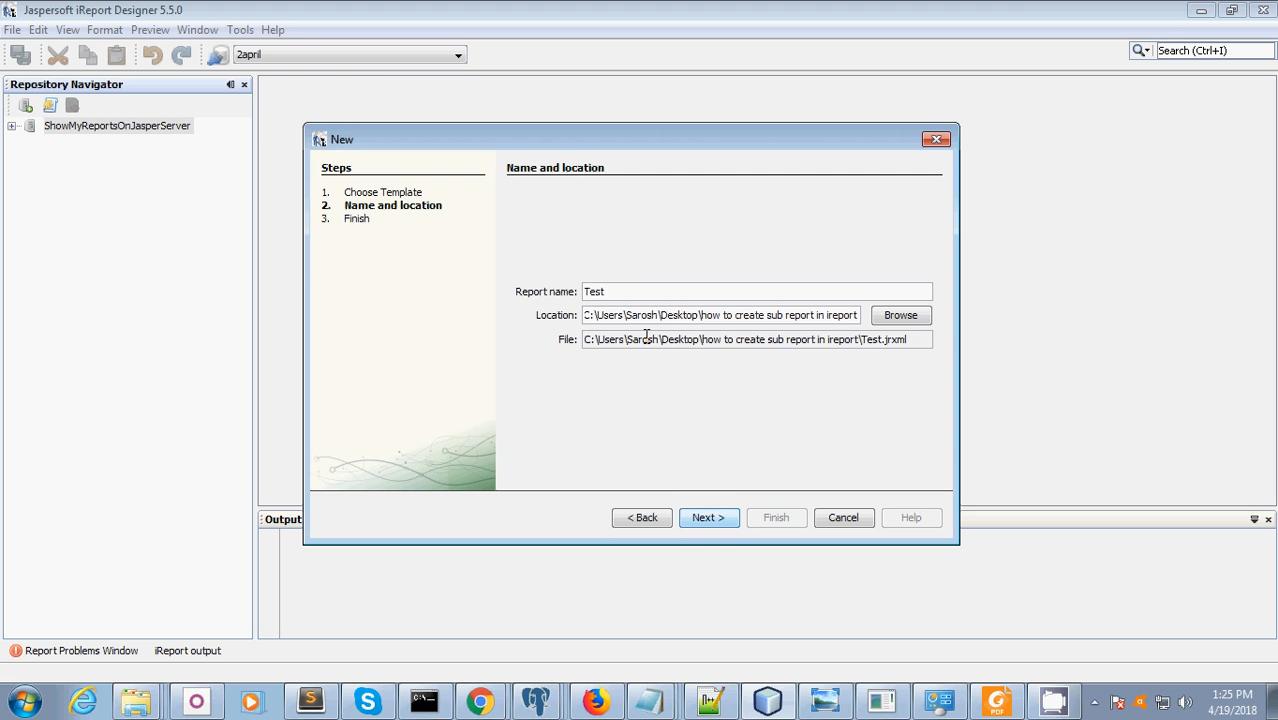 Jaspersoft iReport Designer 5.5.0
File Edit View Format Preview Window Tools Help
2april
Search (Ctrl+I)
Repository Navigator
ShowMyReportsOnJasperServer
New
Steps
1. Choose Template
2. Name and location
3. Finish
Name and location
Report name: Test
Location: C:\Users\Sarosh\Desktop\how to create sub report in ireport Browse
File: C:\Users\Sarosh\Desktop\how to create sub report in ireport\Test.jrxml
< Back Next > Finish Cancel Help
Output
Report Problems Window iReport output
1:25 PM
4/19/2018